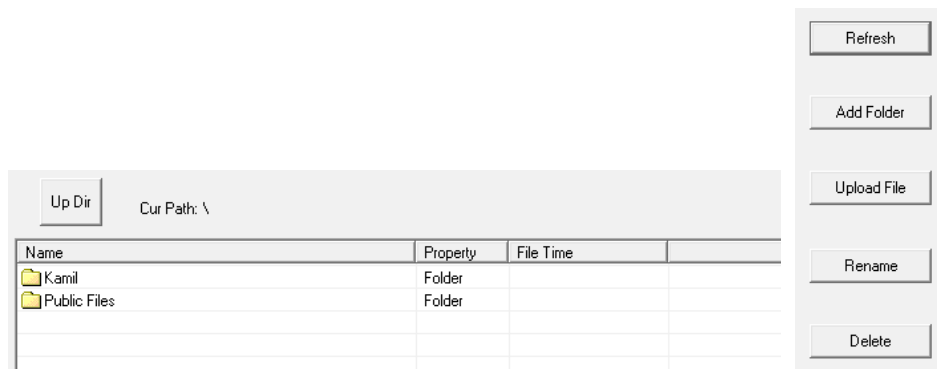 Refresh
Add Folder
Upload File
Rename
Delete
Up Dir Cur Path: \
Name Property File Time
Kamil Folder
Public Files Folder